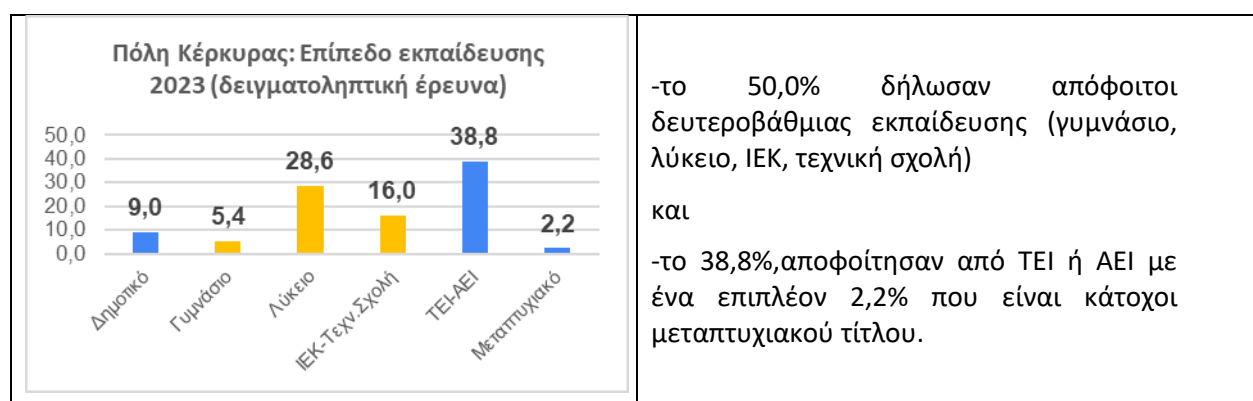 Πόλη Κέρκυρας: Επίπεδο εκπαίδευσης
2023 (δειγματοληπτική έρευνα)
50,0
40,0
30,0
20,0
10,0
0,0
9,0
5,4
28,6
16,0
38,8
2,2
Δημοτικό
Γυμνάσιο
Λύκειο
ΙΕΚ-Τεχν.Σχολή
ΤΕΙ-ΑΕΙ
Μεταπτυχιακό
-το 50,0% δήλωσαν απόφοιτοι
δευτεροβάθμιας εκπαίδευσης (γυμνάσιο,
λύκειο, ΙΕΚ, τεχνική σχολή)
και
-το 38,8%,αποφοίτησαν από ΤΕΙ ή ΑΕΙ με
ένα επιπλέον 2,2% που είναι κάτοχοι
μεταπτυχιακού τίτλου.